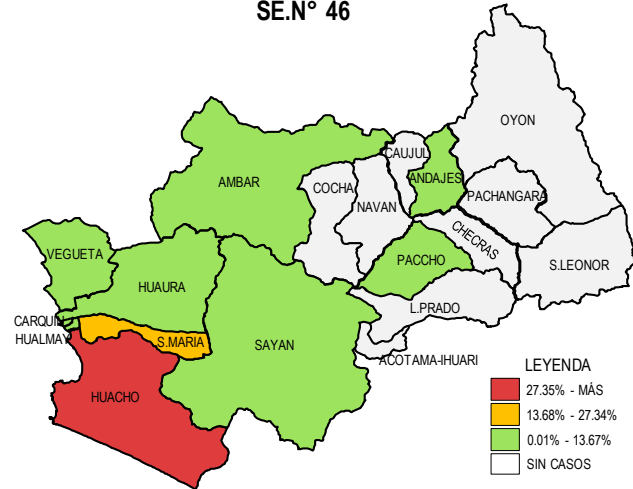 SE.N° 46
OYON
CAUJUL
ANDAJES
AMBAR
COCHA
PACHANGARA
NAVAN
CHECRAS
VEGUETA
PACCHO
S.LEONOR
HUAURA
L.PRADO
CARQUIL
HUALMAY
S.MARIA
SAYAN
ACOTAMA-IHUARI
HUACHO
LEYENDA
27.35% - MÁS
13.68% - 27.34%
0.01% - 13.67%
SIN CASOS